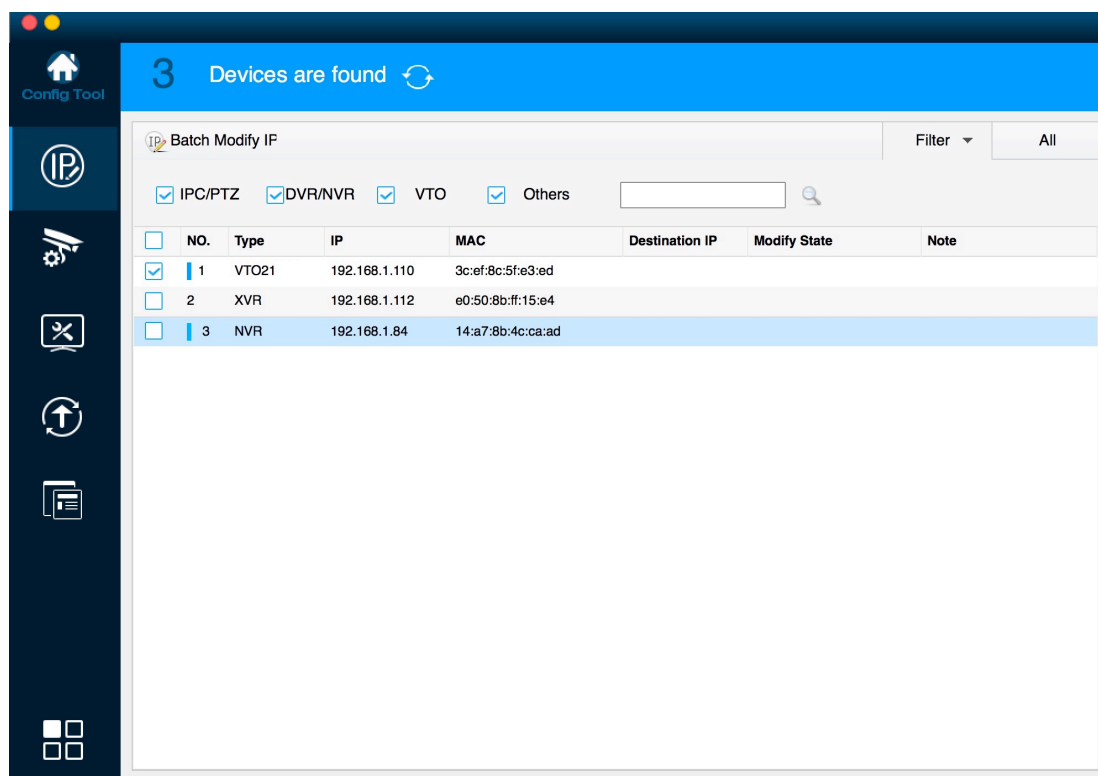 Config Tool
3 Devices are found
IP Batch Modify IP
Filter All
IPC/PTZ DVR/NVR VTO Others
NO. Type IP MAC Destination IP Modify State Note
1 VTO21 192.168.1.110 3c:ef:8c:5f:e3:ed
2 XVR 192.168.1.112 e0:50:8b:ff:15:e4
3 NVR 192.168.1.84 14:a7:8b:4c:ca:ad
IP